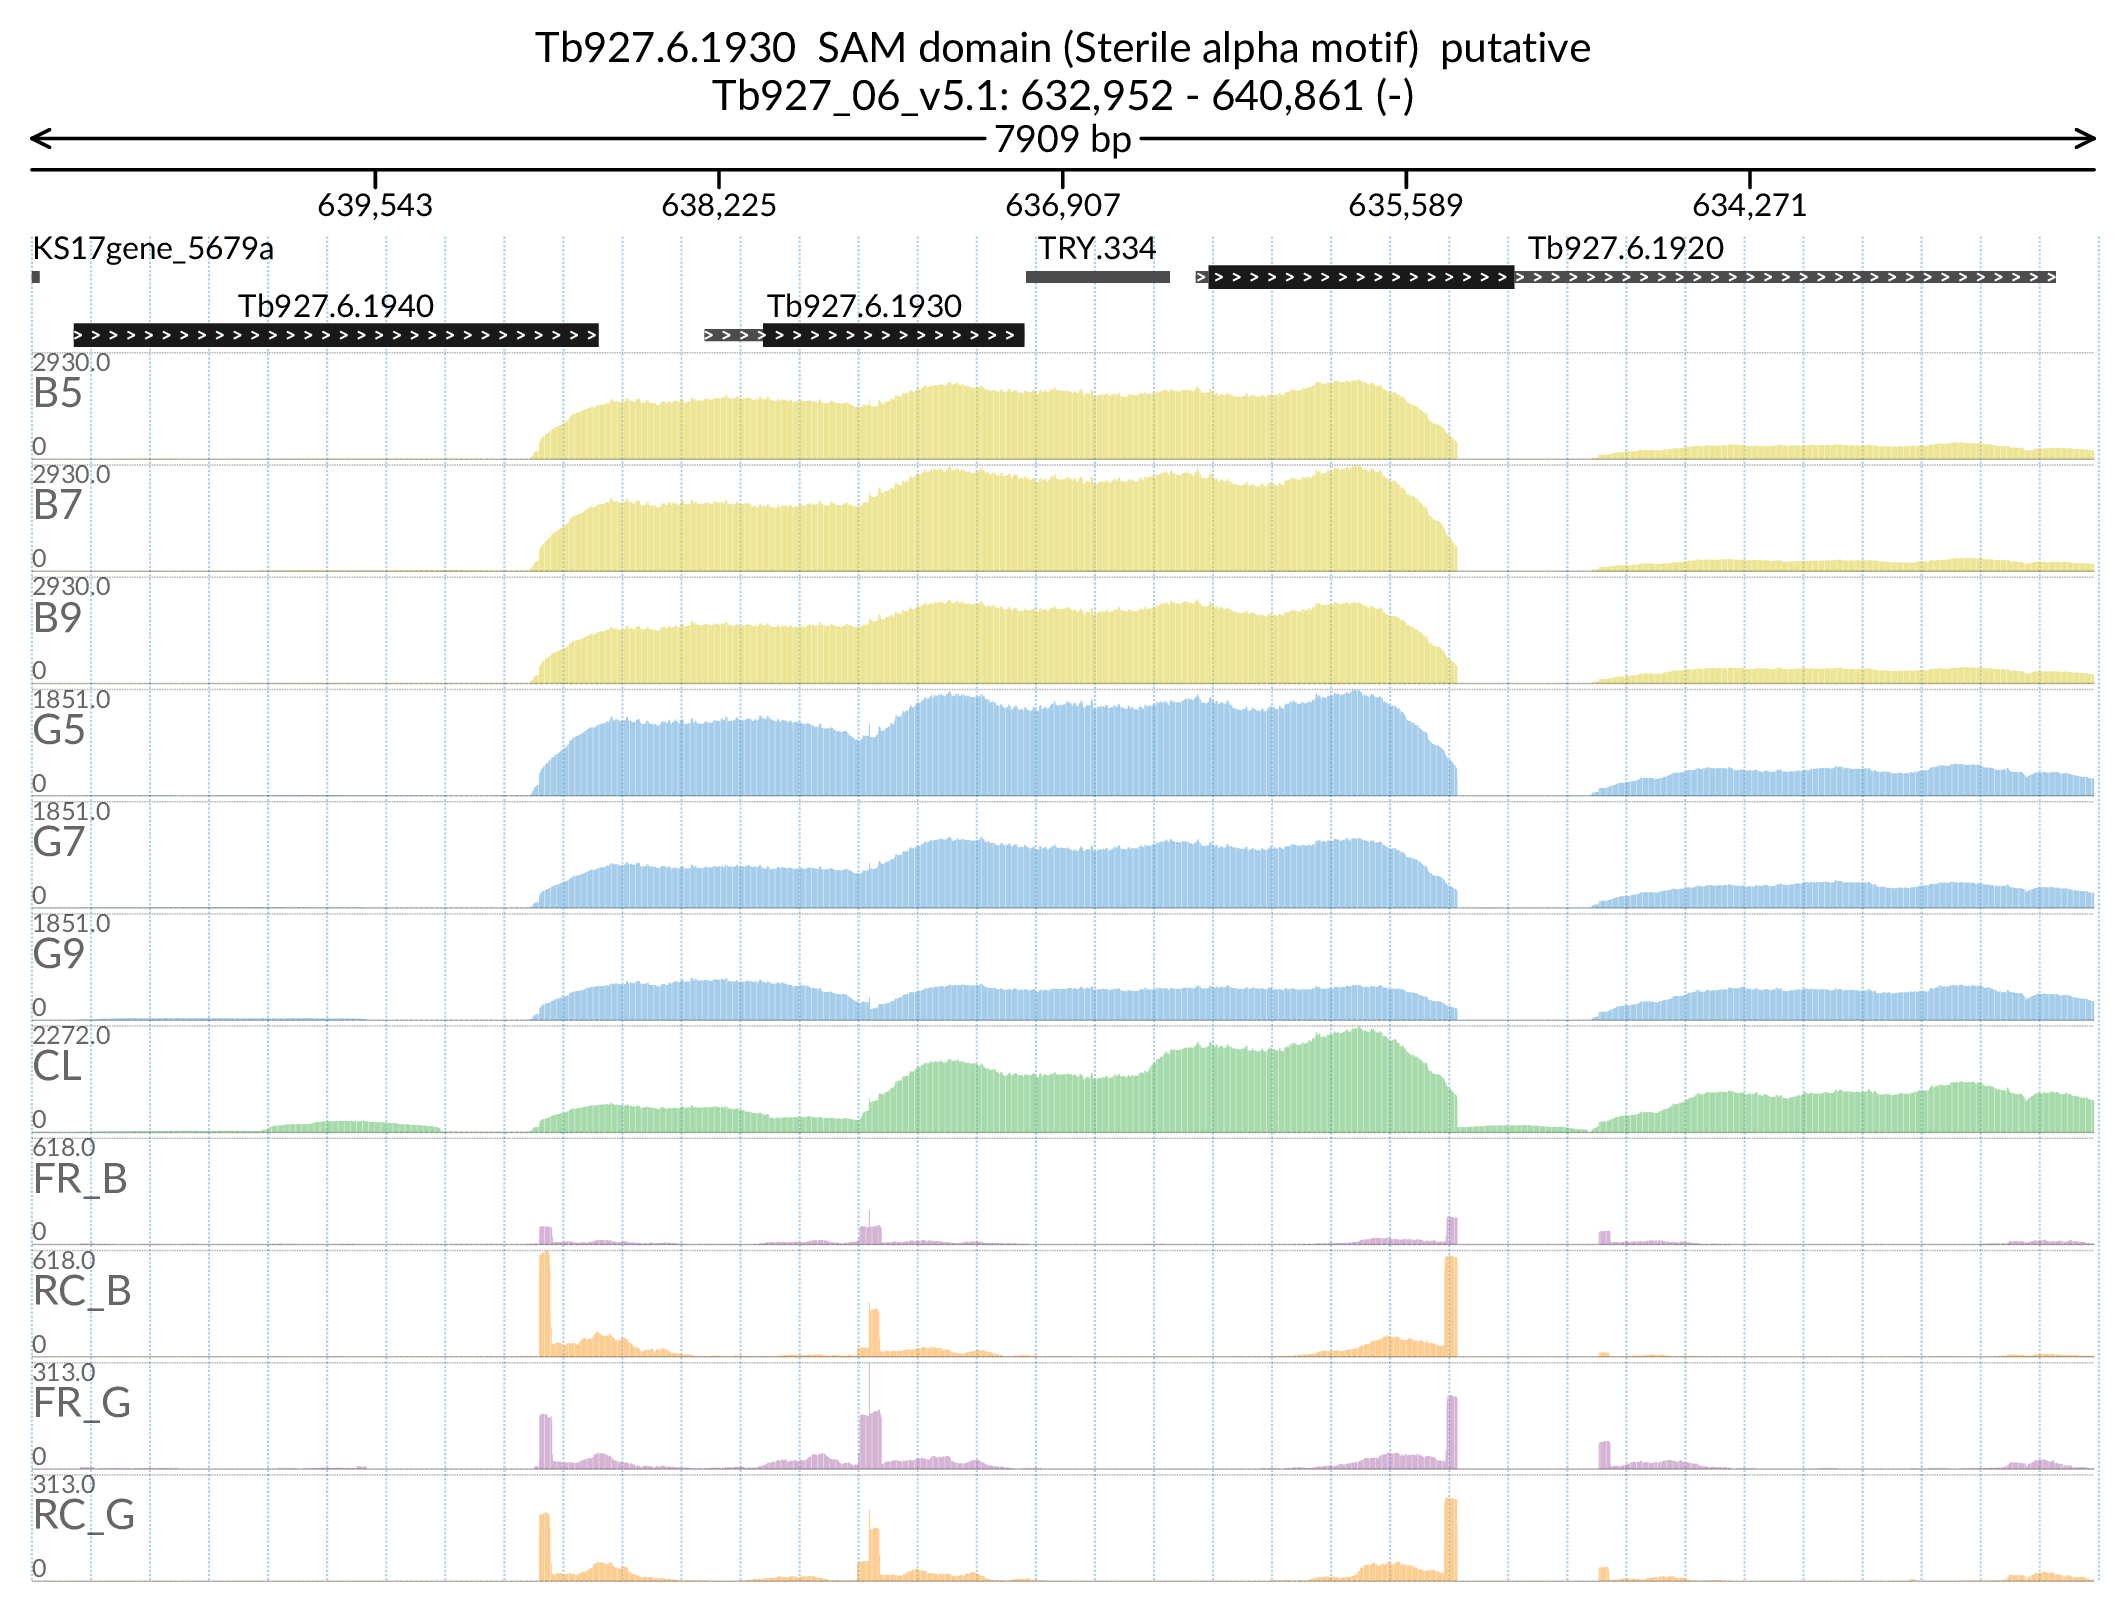 Tb927.6.1930  SAM domain (Sterile alpha motif)  putative
Tb927_06_v5.1: 632,952 - 640,861 (-)
7909 bp
639,543 638,225 636,907 635,589 634,271
KS17gene_5679a TRY.334 Tb927.6.1920
Tb927.6.1940 Tb927.6.1930
2930.0
B5
0
2930.0
B7
0
2930.0
B9
0
1851.0
G5
0
1851.0
G7
0
1851.0
G9
0
2272.0
CL
0
618.0
FR_B
0
618.0
RC_B
0
313.0
FR_G
0
313.0
RC_G
0